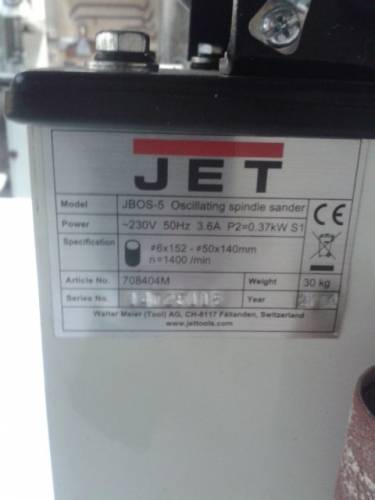 JET
Model JBOS-5 Oscillating spindle sander
Power ~230V 50Hz 3.6A P2=0.37kW S1
Specification ø6x152 - ø50x140mm
n=1400 /min
CE
Article No. 708404M Weight 30 kg
Series No. Year
Walter Meier (Tool) AG, CH-8117 Fällanden, Switzerland
www.jettools.com